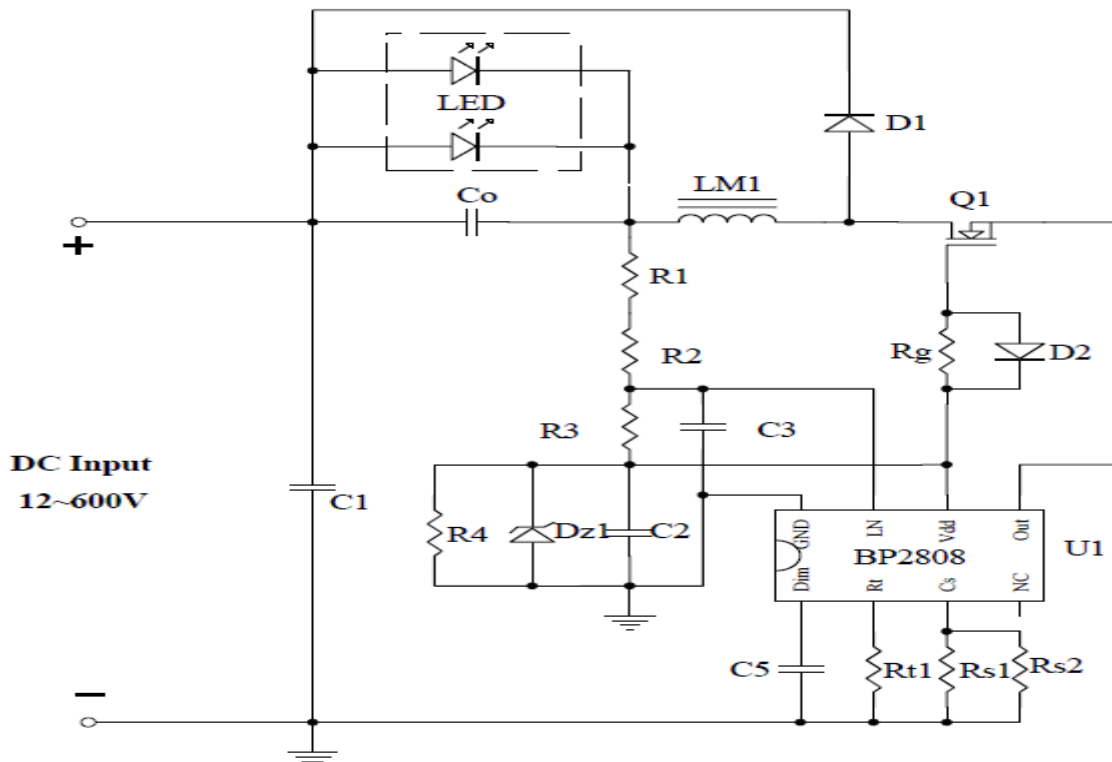 LED
D1
Co
LM1
Q1
+
R1
R2
Rg
D2
R3
C3
DC Input
12~600V
C1
R4
Dz1
C2
GND
LN
Vdd
Out
BP2808
U1
Dim
Rt
Cs
NC
C5
Rt1
Rs1
Rs2
−